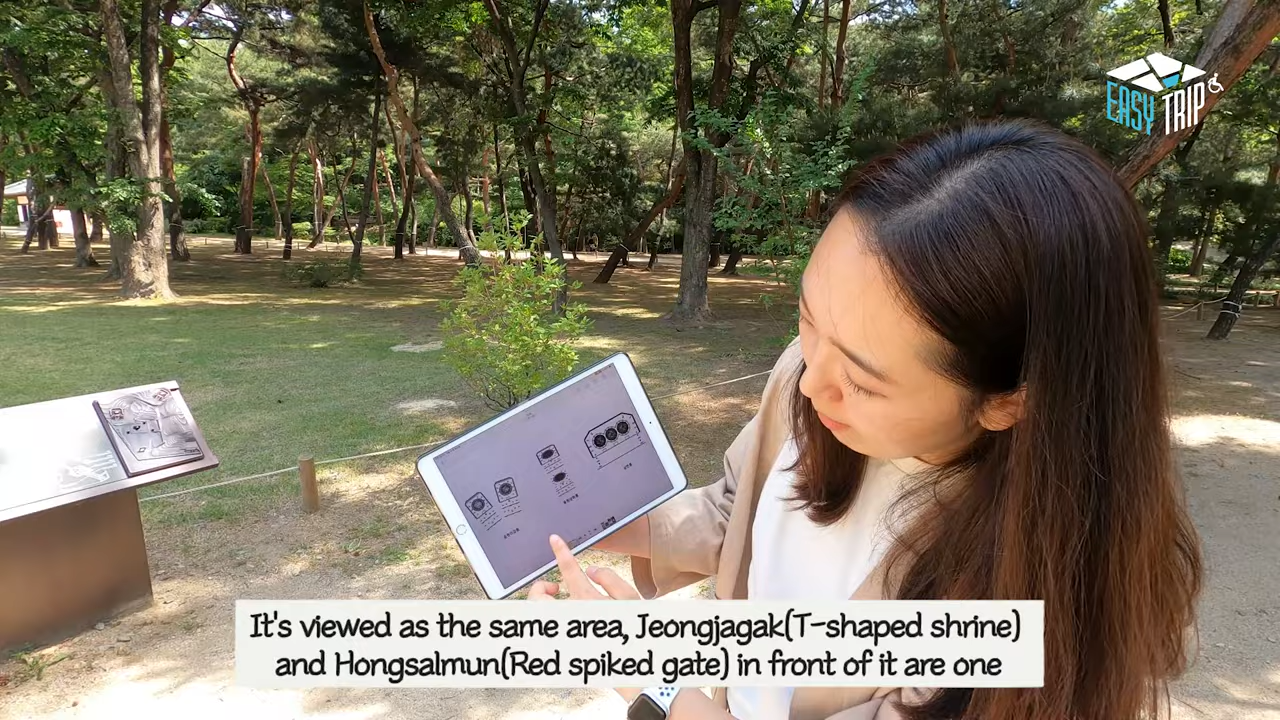 EASY TRIP
It's viewed as the same area, Jeongjagak(T-shaped shrine)
and Hongsalmun(Red spiked gate) in front of it are one